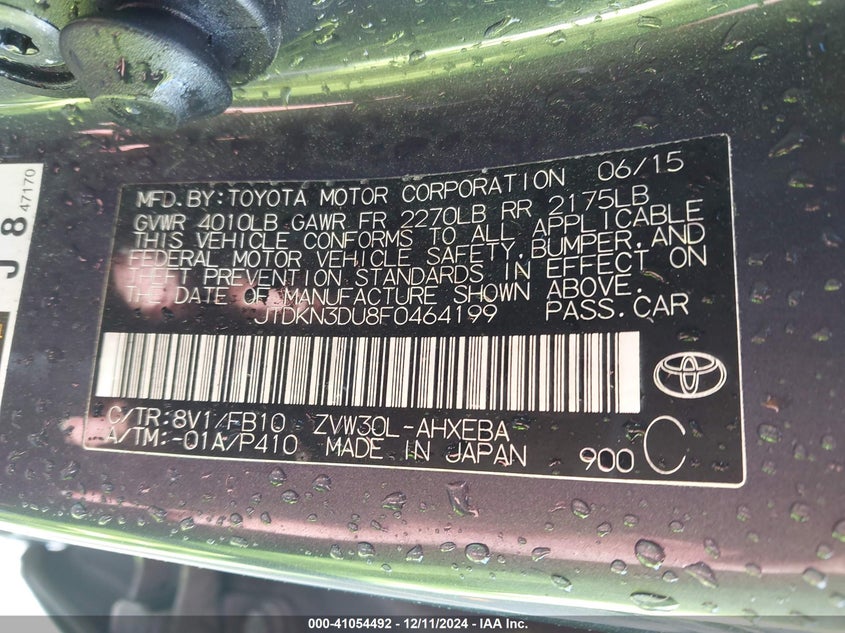 J 8
47170
MFD.BY:TOYOTA MOTOR CORPORATION 06/15
GVWR 4010LB GAWR FR 2270LB RR 2175LB
THIS VEHICLE CONFORMS TO ALL APPLICABLE
FEDERAL MOTOR VEHICLE SAFETY,BUMPER,AND
THEFT PREVENTION STANDARDS IN EFFECT ON
THE DATE OF MANUFACTURE SHOWN ABOVE.
JTDKN3DU8F0464199 PASS.CAR
C/TR:8V1/FB10 ZVW30L-AHXEBA
A/TM:-01A/P410 MADE IN JAPAN 900 C
000-41054492 - 12/11/2024 - IAA Inc.